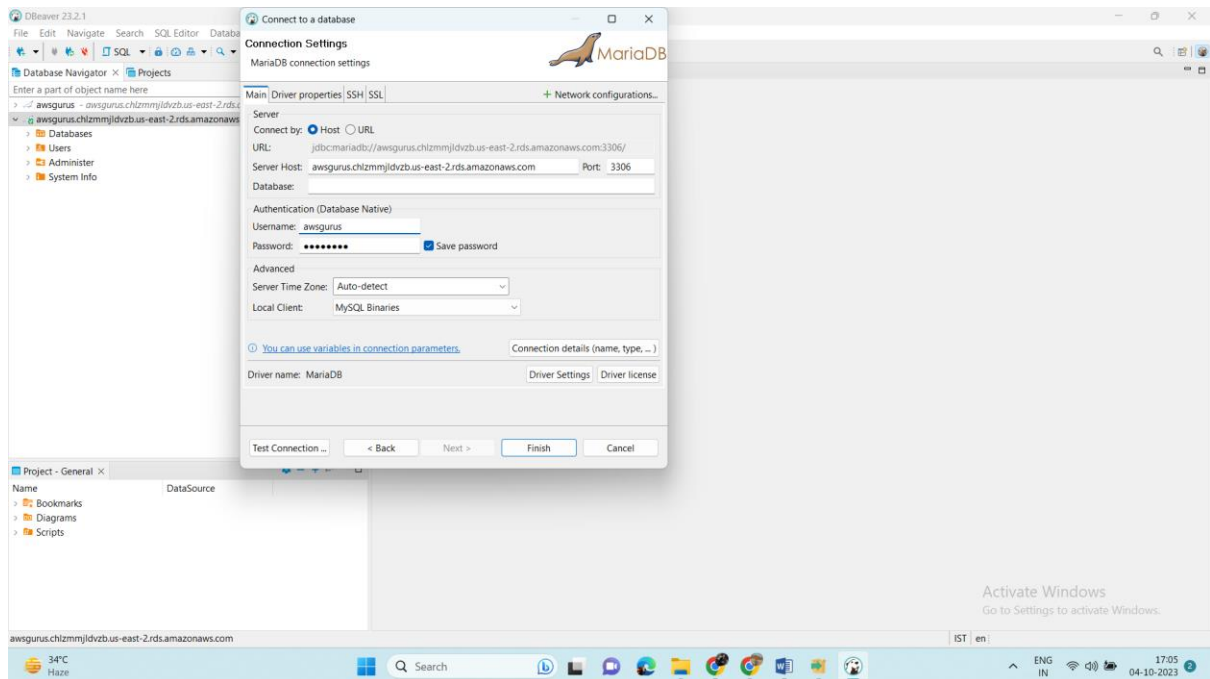 DBeaver 23.2.1
File Edit Navigate Search SQL Editor Databa
SQL
Database Navigator × Projects
Enter a part of object name here
awsgurus - awsgurus.chlzmmjldvzb.us-east-2.rds.c
awsgurus.chlzmmjldvzb.us-east-2.rds.amazonaws
Databases
Users
Administer
System Info
Project - General ×
Name DataSource
Bookmarks
Diagrams
Scripts
Connect to a database
Connection Settings
MariaDB connection settings
MariaDB
Main Driver properties SSH SSL + Network configurations...
Server
Connect by: Host URL
URL: jdbc:mariadb://awsgurus.chlzmmjldvzb.us-east-2.rds.amazonaws.com:3306/
Server Host: awsgurus.chlzmmjldvzb.us-east-2.rds.amazonaws.com Port: 3306
Database:
Authentication (Database Native)
Username: awsgurus
Password: •••••••• Save password
Advanced
Server Time Zone: Auto-detect
Local Client: MySQL Binaries
You can use variables in connection parameters.
Connection details (name, type, ... )
Driver name: MariaDB Driver Settings Driver license
Test Connection ... < Back Next > Finish Cancel
Activate Windows
Go to Settings to activate Windows.
awsgurus.chlzmmjldvzb.us-east-2.rds.amazonaws.com IST en
34°C
Haze
Search
ENG
IN
17:05
04-10-2023
2